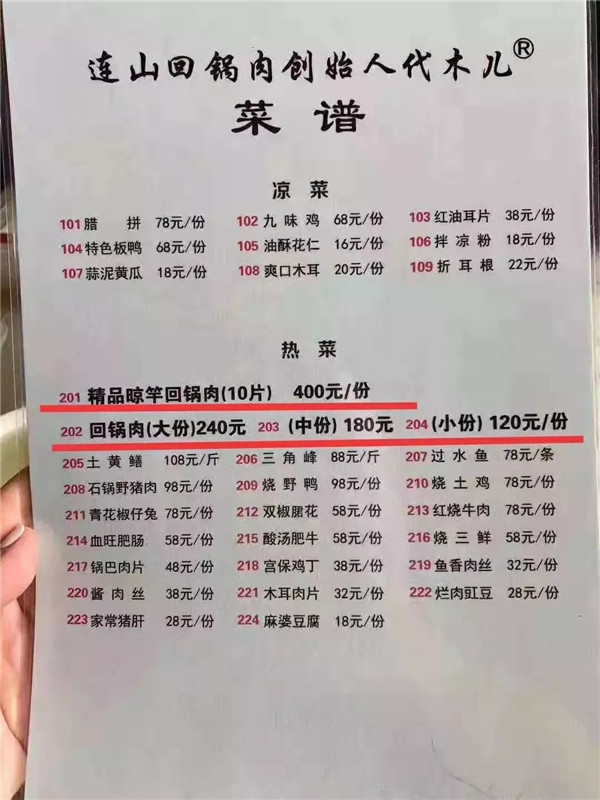 连山回锅肉创始人代木儿®
菜谱
凉菜
101 腊拼 78元/份 102 九味鸡 68元/份 103 红油耳片 38元/份
104 特色板鸭 68元/份 105 油酥花仁 16元/份 106 拌凉粉 18元/份
107 蒜泥黄瓜 18元/份 108 爽口木耳 20元/份 109 折耳根 22元/份
热菜
201 精品晾竿回锅肉(10片) 400元/份
202 回锅肉(大份)240元 203 (中份) 180元 204 (小份) 120元/份
205 土黄鳝 108元/斤 206 三角峰 88元/斤 207 过水鱼 78元/条
208 石锅野猪肉 98元/份 209 烧野鸭 98元/份 210 烧土鸡 78元/份
211 青花椒仔兔 78元/份 212 双椒腒花 58元/份 213 红烧牛肉 78元/份
214 血旺肥肠 58元/份 215 酸汤肥牛 58元/份 216 烧三鲜 58元/份
217 锅巴肉片 48元/份 218 宫保鸡丁 38元/份 219 鱼香肉丝 32元/份
220 酱肉丝 38元/份 221 木耳肉片 32元/份 222 烂肉豇豆 28元/份
223 家常猪肝 28元/份 224 麻婆豆腐 18元/份